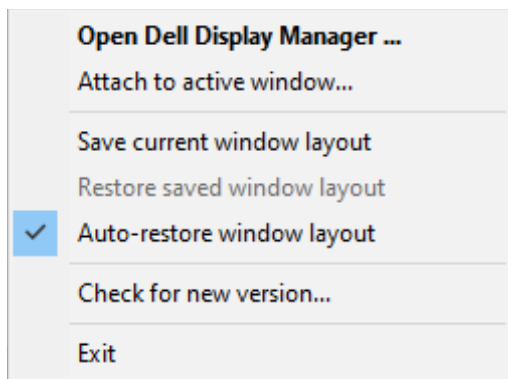 Open Dell Display Manager ...
Attach to active window...
Save current window layout
Restore saved window layout
Auto-restore window layout
Check for new version...
Exit